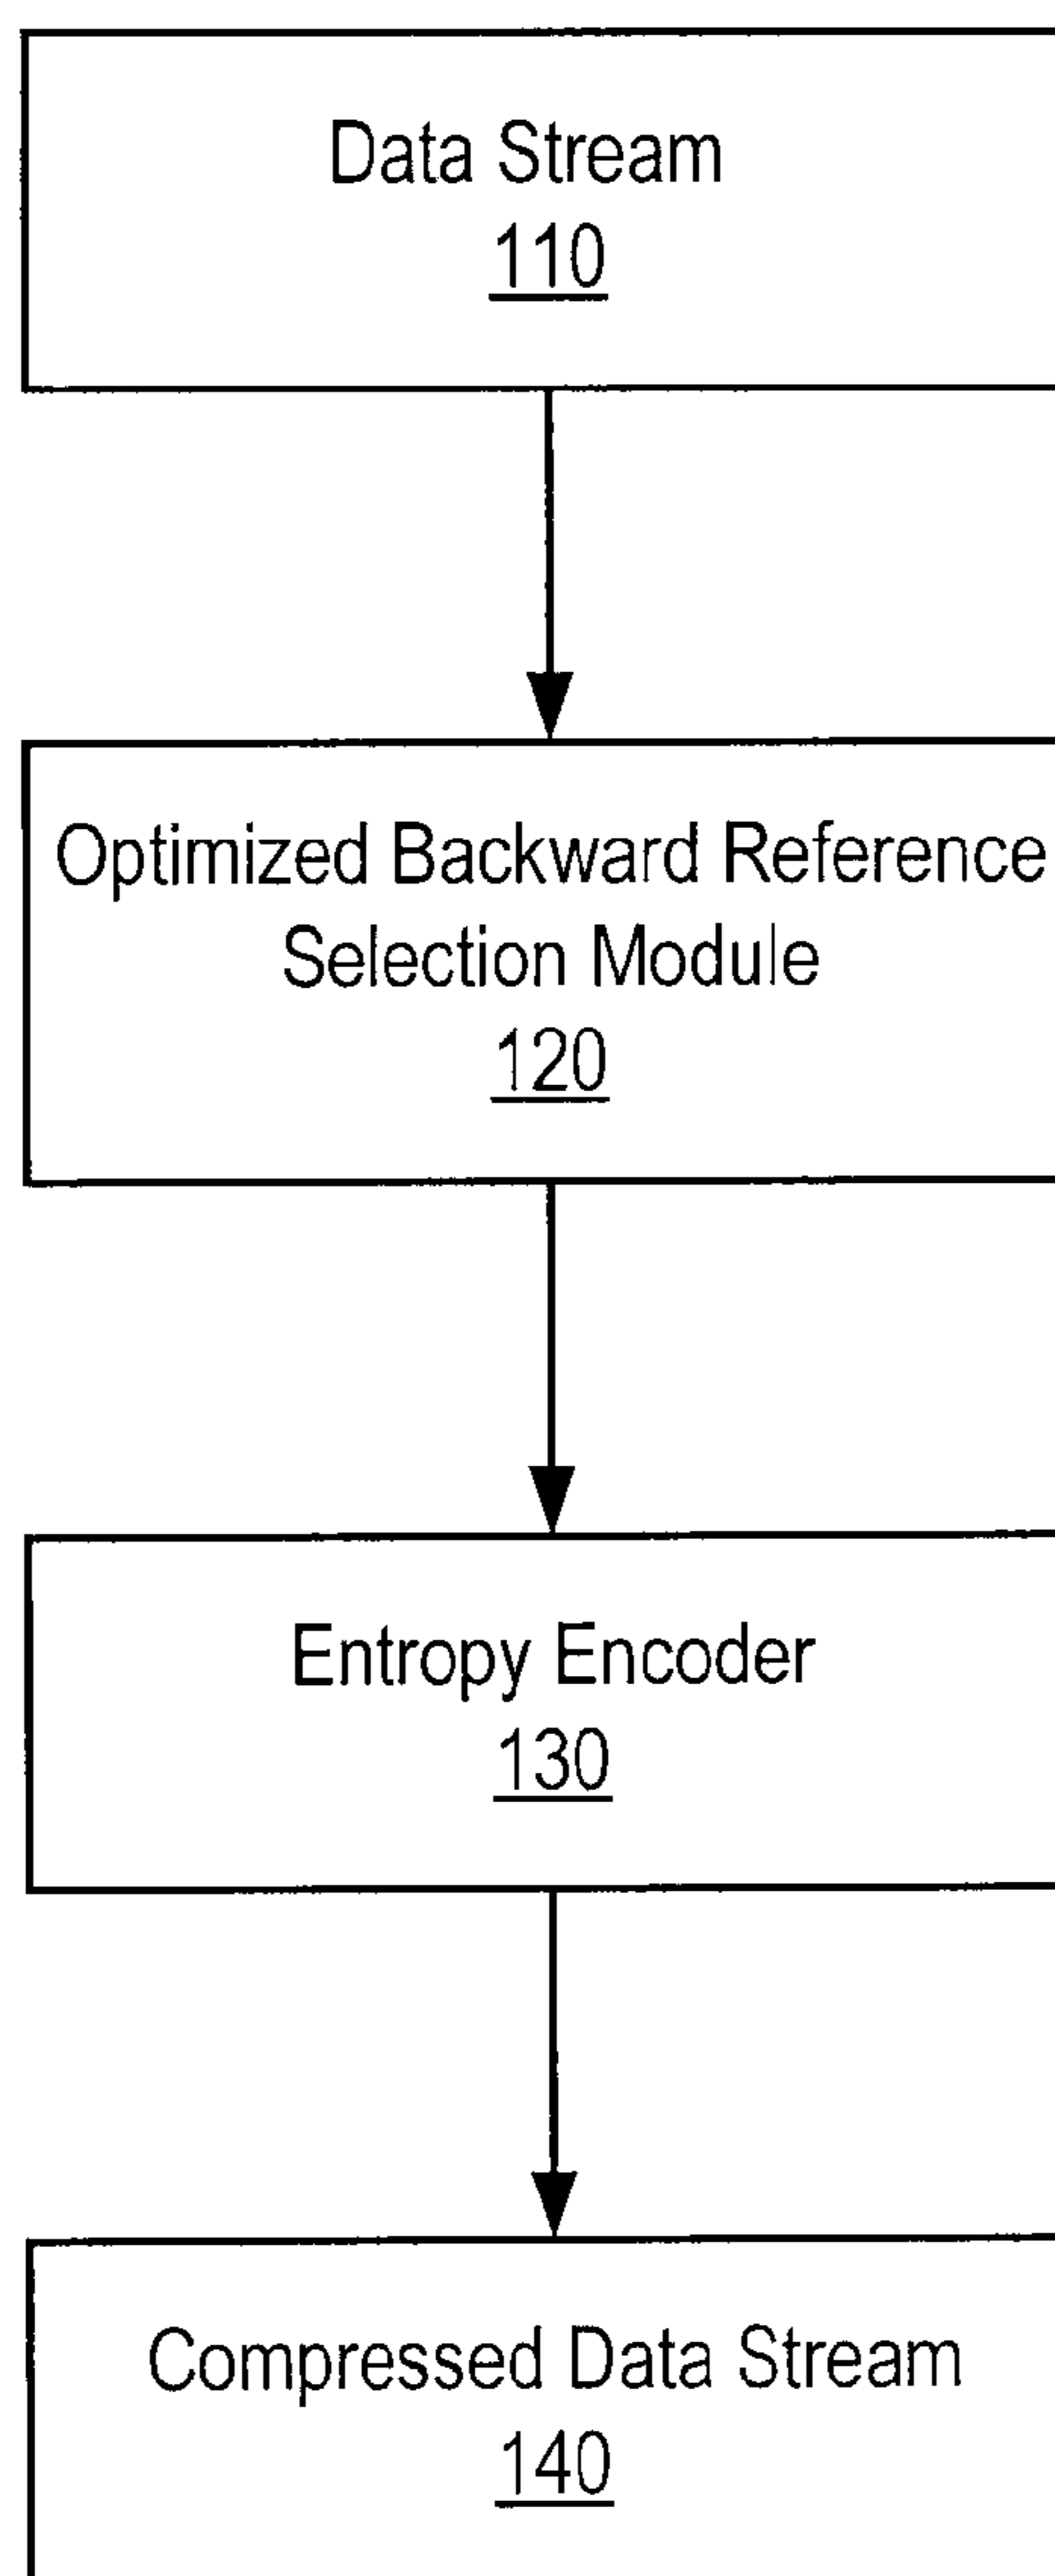 Data Stream
110
Optimized Backward Reference
Selection Module
120
Entropy Encoder
130
Compressed Data Stream
140